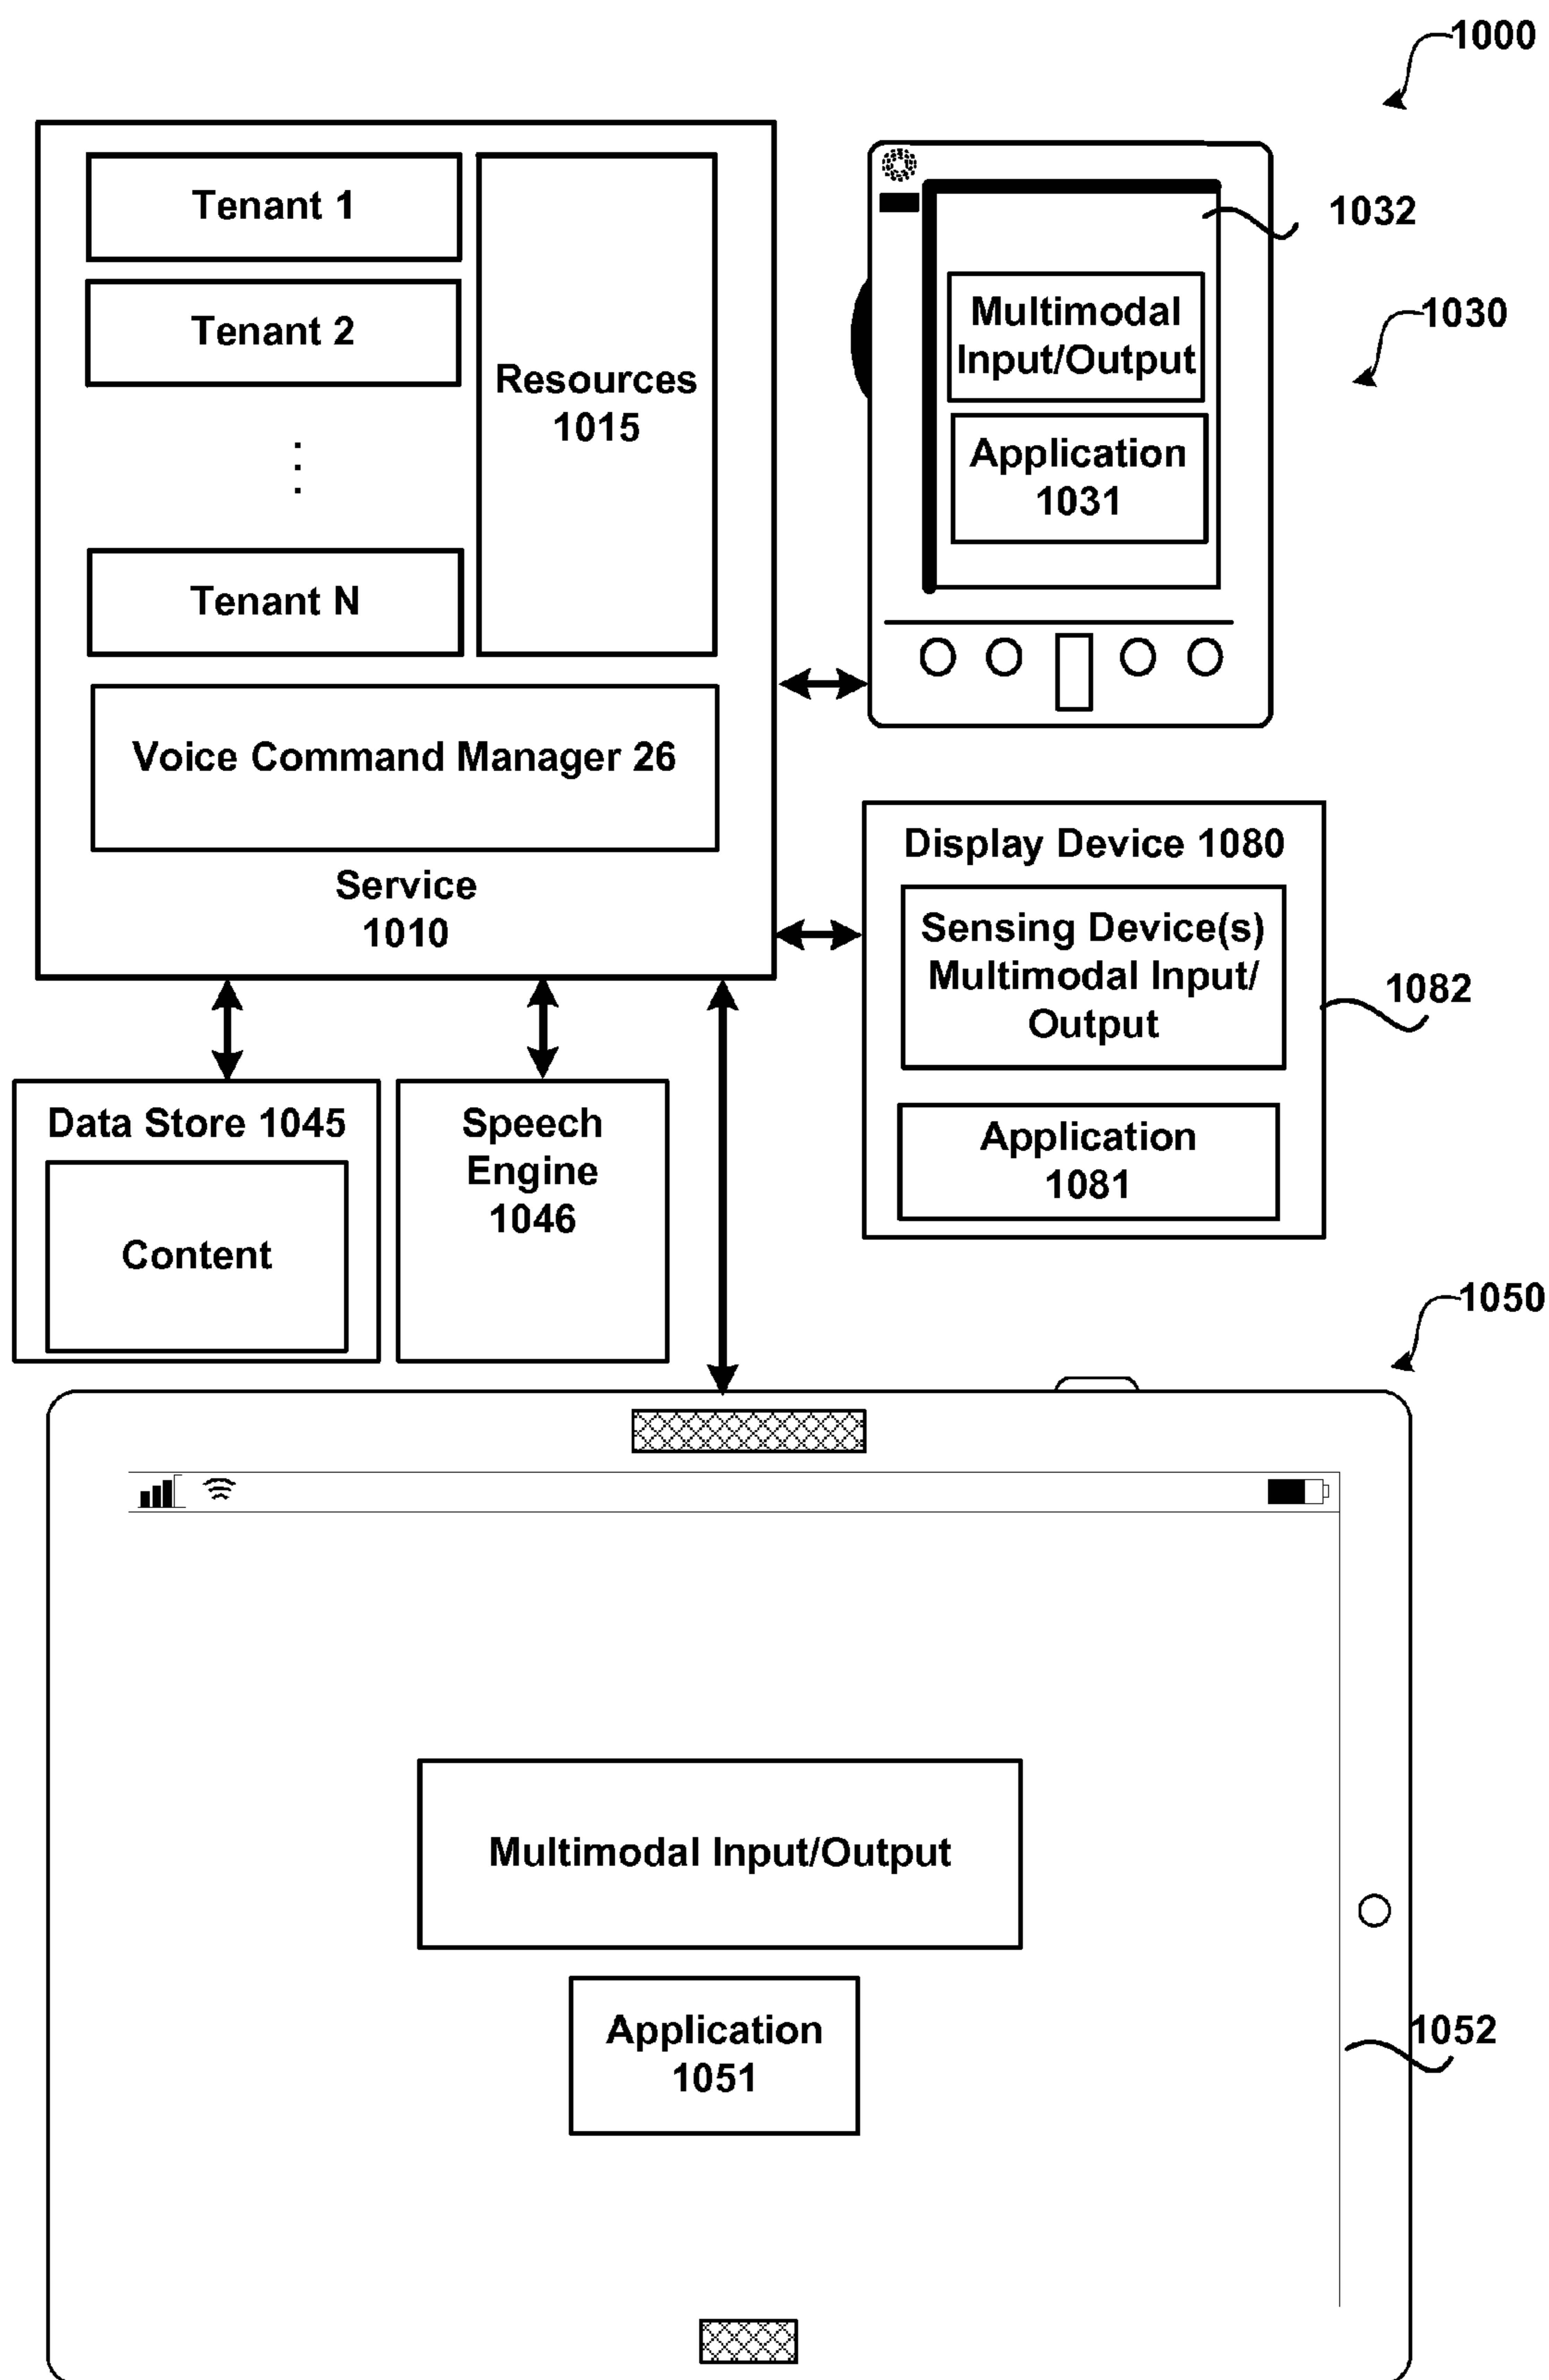 1000
Tenant 1
Tenant 2
Tenant N
Resources
1015
Voice Command Manager 26
Service
1010
1032
1030
Multimodal
Input/Output
Application
1031
Display Device 1080
Sensing Device(s)
Multimodal Input/
Output
1082
Application
1081
Data Store 1045
Content
Speech
Engine
1046
1050
Multimodal Input/Output
Application
1051
1052